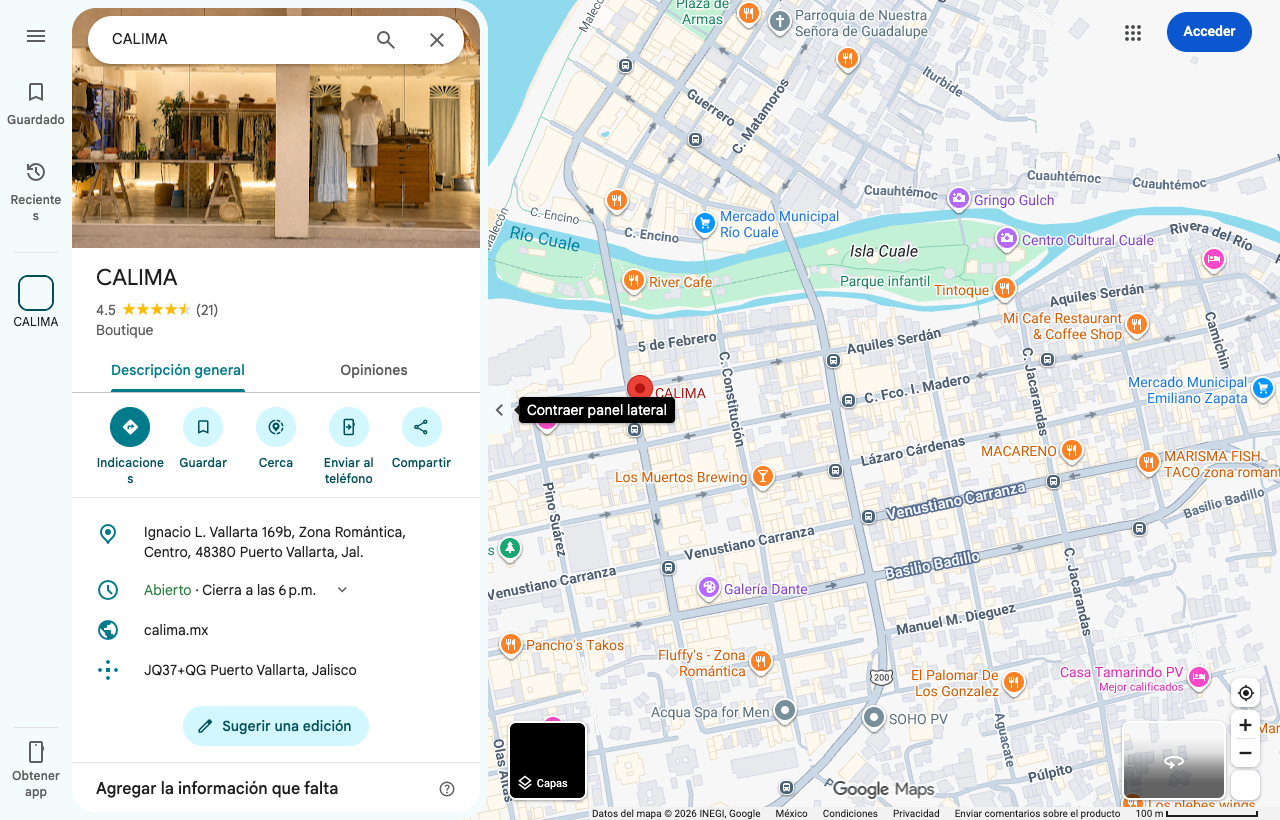 CALIMA
Guardado
Reciente
s
CALIMA
Obtener
app
CALIMA
4.5 (21)
Boutique
Descripción general
Opiniones
Indicacione
s
Guardar
Cerca
Enviar al
teléfono
Compartir
Ignacio L. Vallarta 169b, Zona Romántica,
Centro, 48380 Puerto Vallarta, Jal.
Abierto · Cierra a las 6 p.m.
calima.mx
JQ37+QG Puerto Vallarta, Jalisco
Sugerir una edición
Agregar la información que falta
Contraer panel lateral
Acceder
Plaza de
Armas
Parroquia de Nuestra
Señora de Guadalupe
Malecón
Iturbide
Guerrero
C. Matamoros
Cuauhtémoc
Cuauhtémoc
Cuauhtémoc
Gringo Gulch
C. Encino
C. Encino
Malecón
Mercado Municipal
Río Cuale
Río Cuale
Isla Cuale
Centro Cultural Cuale
Rivera del Río
River Cafe
Parque infantil
Tintoque
Aquiles Serdán
Mi Cafe Restaurant
& Coffee Shop
Camichin
5 de Febrero
Aquiles Serdán
C. Constitución
C. Fco. I. Madero
C. Jacarandas
Mercado Municipal
Emiliano Zapata
CALIMA
Lázaro Cárdenas
MACARENO
MARISMA FISH
TACO zona romant
Los Muertos Brewing
Pino Suárez
Venustiano Carranza
Basilio Badillo
Venustiano Carranza
s
Venustiano Carranza
Basilio Badillo
C. Jacarandas
Galería Dante
Manuel M. Dieguez
Pancho's Takos
Fluffy's - Zona
Romántica
200
El Palomar De
Los Gonzalez
Casa Tamarindo PV
Mejor calificados
Acqua Spa for Men
SOHO PV
Aguacate
Mar
Olas Altas
Púlpito
Los plebes wings
Capas
Google Maps
Datos del mapa © 2026 INEGI, Google
México
Condiciones
Privacidad
Enviar comentarios sobre el producto
100 m